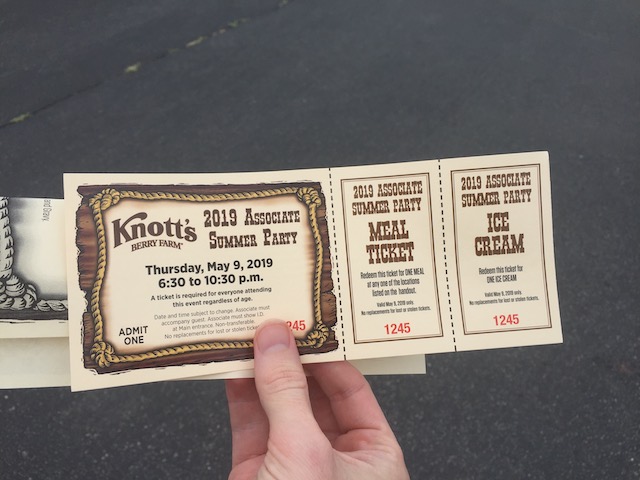 Knott's
BERRY FARM
2019 ASSOCIATE
SUMMER PARTY
Thursday, May 9, 2019
6:30 to 10:30 p.m.
A ticket is required for everyone attending
this event regardless of age.
Date and time subject to change. Associate must
accompany guest. Associate must show I.D.
at Main entrance. Non-transferable.
No replacements for lost or stolen tickets.
ADMIT
ONE
245
2019 ASSOCIATE
SUMMER PARTY
MEAL
TICKET
Redeem this ticket for ONE MEAL
at any one of the locations
listed on the handout.
Valid May 9, 2019 only.
No replacements for lost or stolen tickets.
1245
2019 ASSOCIATE
SUMMER PARTY
ICE
CREAM
Redeem this ticket for
ONE ICE CREAM
Valid May 9, 2019 only.
No replacements for lost or stolen tickets.
1245